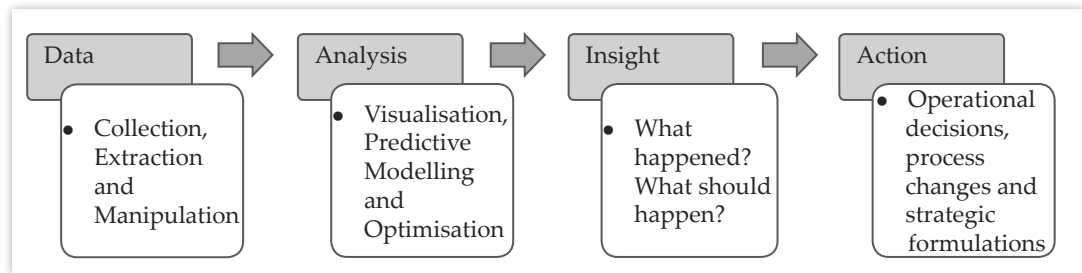 Data
• Collection,
Extraction
and
Manipulation
Analysis
• Visualisation,
Predictive
Modelling
and
Optimisation
Insight
• What
happened?
What should
happen?
Action
• Operational
decisions,
process
changes and
strategic
formulations